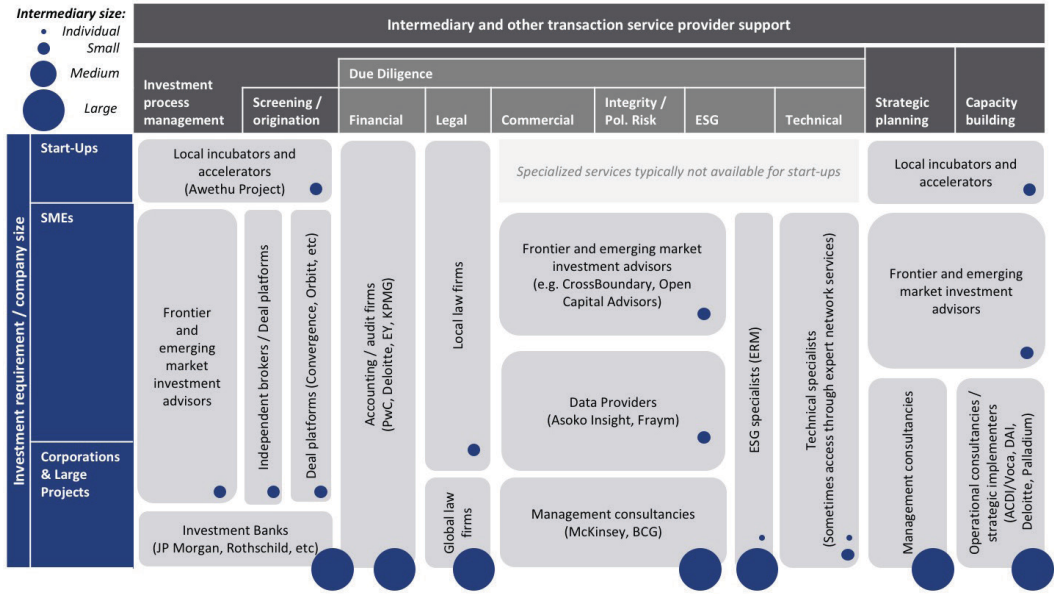 Intermediary size:
Individual
Small
Medium
Large
Intermediary and other transaction service provider support
Investment
process
management
Screening /
origination
Due Diligence
Financial
Legal
Commercial
Integrity /
Pol. Risk
ESG
Technical
Strategic
planning
Capacity
building
Investment requirement / company size
Start-Ups
Local incubators and
accelerators
(Awethu Project)
Specialized services typically not available for start-ups
Local incubators and
accelerators
SMEs
Frontier
and
emerging
market
investment
advisors
Independent brokers / Deal platforms
Deal platforms (Convergence, Orbitt, etc)
Accounting / audit firms
(PwC, Deloitte, EY, KPMG)
Local law firms
Frontier and emerging market
investment advisors
(e.g. CrossBoundary, Open
Capital Advisors)
Data Providers
(Asoko Insight, Fraym)
ESG specialists (ERM)
Technical specialists
(Sometimes access through expert network services)
Frontier and emerging
market investment
advisors
Corporations
& Large
Projects
Investment Banks
(JP Morgan, Rothschild, etc)
Global law
firms
Management consultancies
(McKinsey, BCG)
Management consultancies
Operational consultancies /
strategic implementers
(ACDI/Voca, DAI,
Deloitte, Palladium)